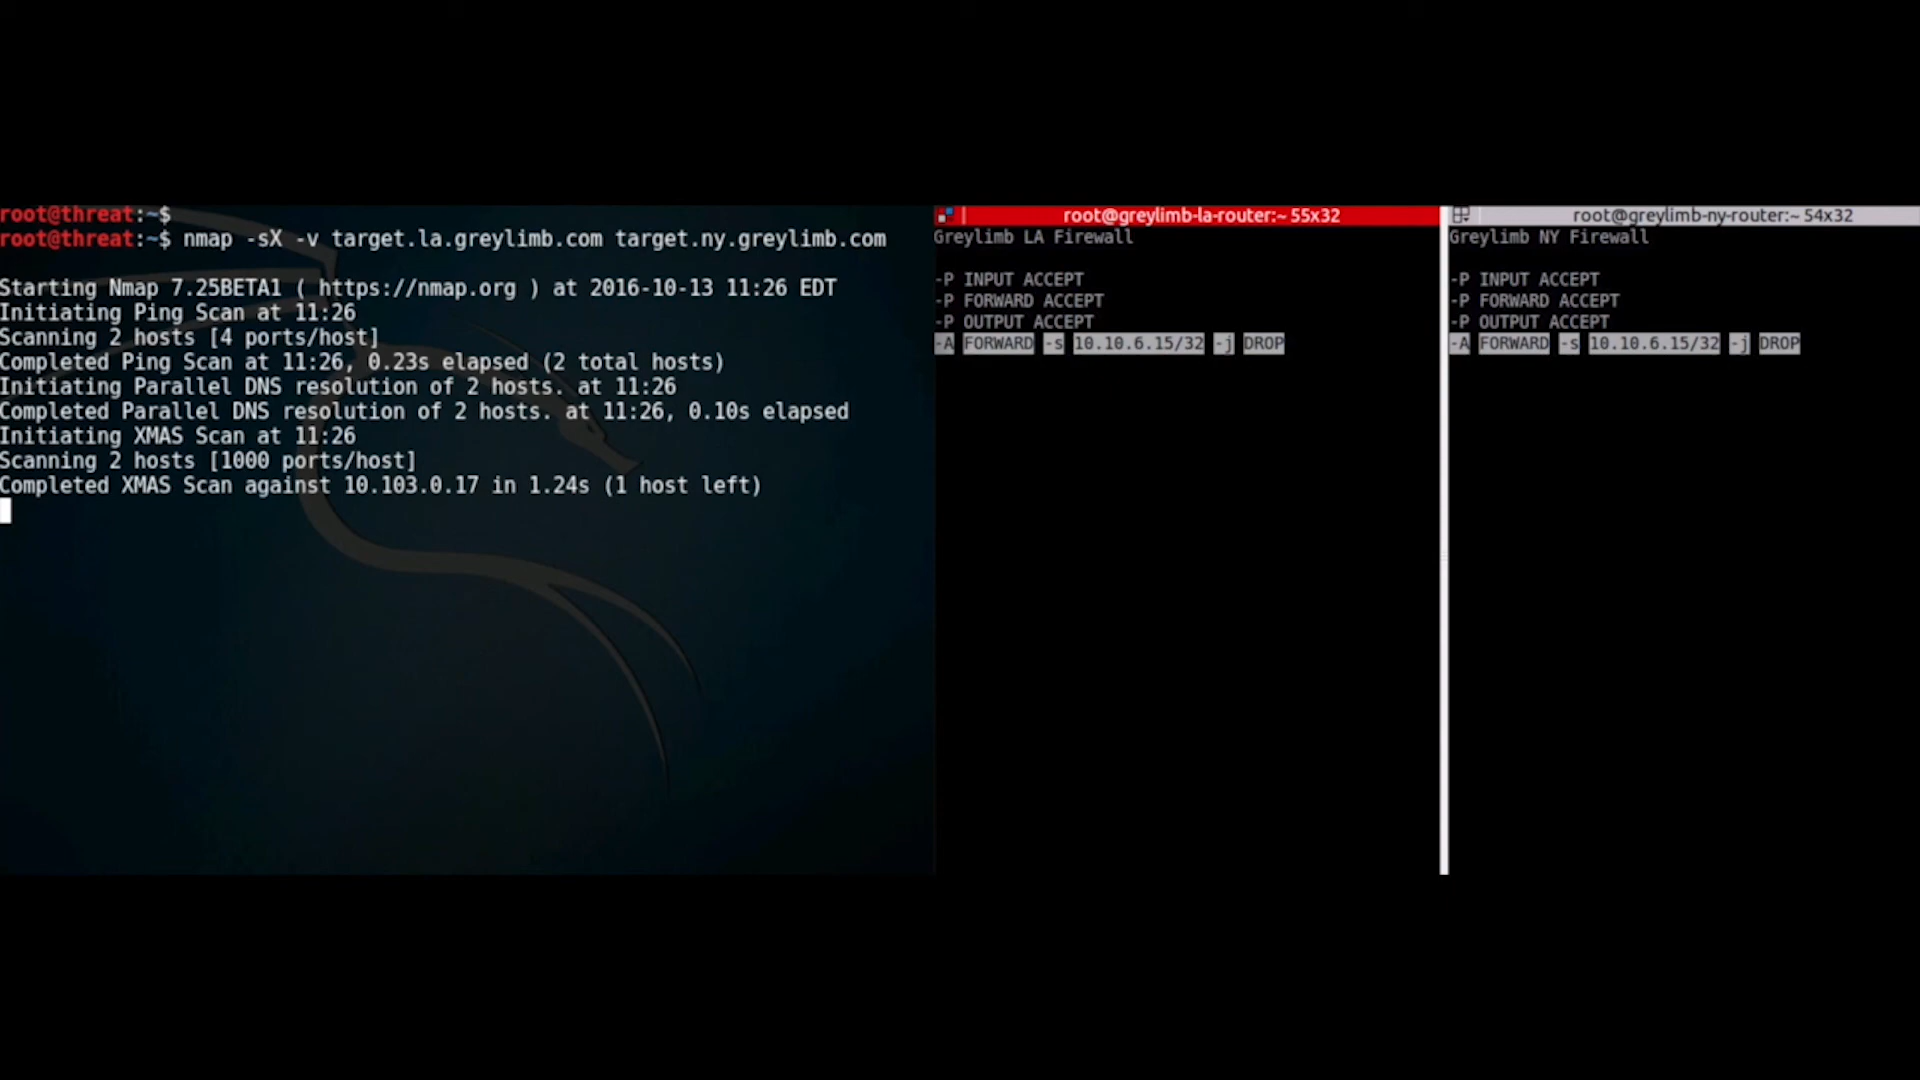 root@threat:~$
root@threat:~$ nmap -sX -v target.la.greylimb.com target.ny.greylimb.com
Starting Nmap 7.25BETA1 ( https://nmap.org ) at 2016-10-13 11:26 EDT
Initiating Ping Scan at 11:26
Scanning 2 hosts [4 ports/host]
Completed Ping Scan at 11:26, 0.23s elapsed (2 total hosts)
Initiating Parallel DNS resolution of 2 hosts. at 11:26
Completed Parallel DNS resolution of 2 hosts. at 11:26, 0.10s elapsed
Initiating XMAS Scan at 11:26
Scanning 2 hosts [1000 ports/host]
Completed XMAS Scan against 10.103.0.17 in 1.24s (1 host left)
root@greylimb-la-router:~ 55x32
Greylimb LA Firewall
-P INPUT ACCEPT
-P FORWARD ACCEPT
-P OUTPUT ACCEPT
-A FORWARD -s 10.10.6.15/32 -j DROP
root@greylimb-ny-router:~ 54x32
Greylimb NY Firewall
-P INPUT ACCEPT
-P FORWARD ACCEPT
-P OUTPUT ACCEPT
-A FORWARD -s 10.10.6.15/32 -j DROP